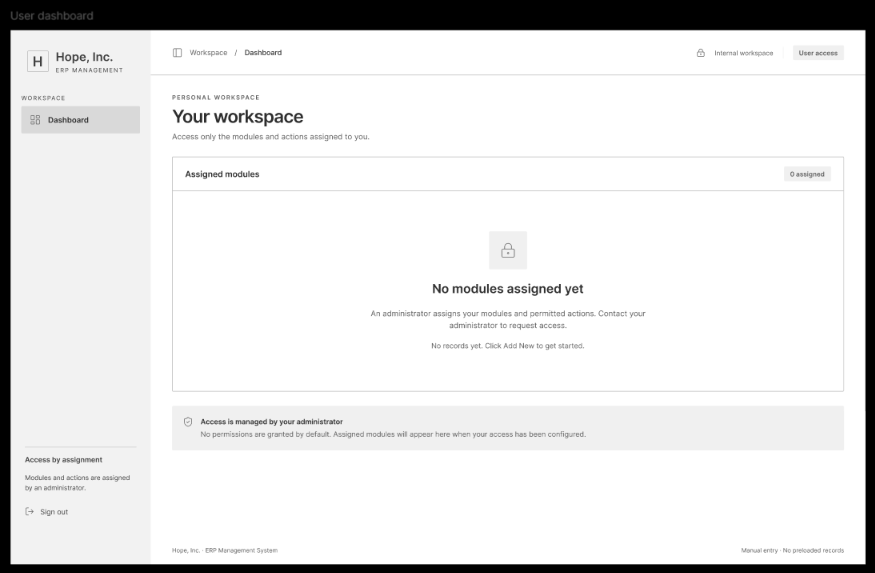 User dashboard
H
Hope, Inc.
ERP MANAGEMENT
WORKSPACE
Dashboard
Workspace / Dashboard
Internal workspace
User access
PERSONAL WORKSPACE
Your workspace
Access only the modules and actions assigned to you.
Assigned modules
0 assigned
No modules assigned yet
An administrator assigns your modules and permitted actions. Contact your
administrator to request access.
No records yet. Click Add New to get started.
Access is managed by your administrator
No permissions are granted by default. Assigned modules will appear here when your access has been configured.
Access by assignment
Modules and actions are assigned
by an administrator.
Sign out
Hope, Inc. · ERP Management System
Manual entry · No preloaded records